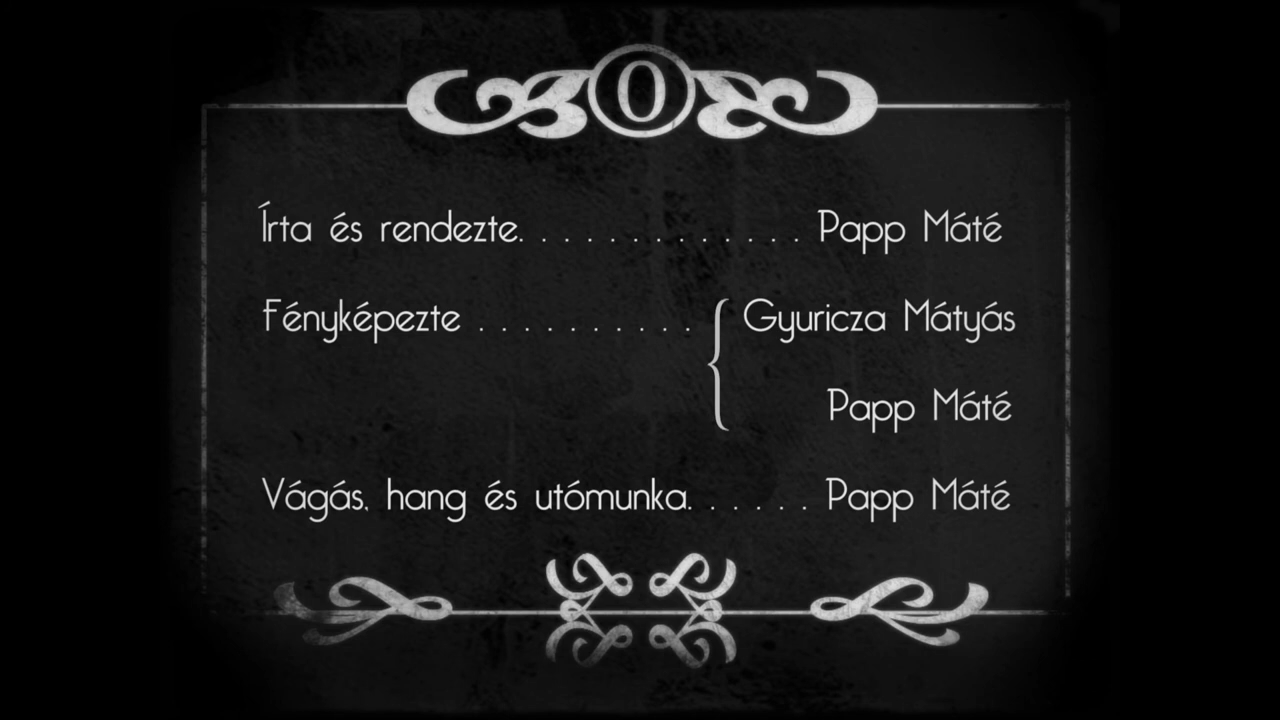 0
Írta és rendezte. . . . . . . . . . . . . Papp Máté
Fényképezte . . . . . . . . . . { Gyuricza Mátyás
Papp Máté
Vágás, hang és utómunka. . . . . . Papp Máté